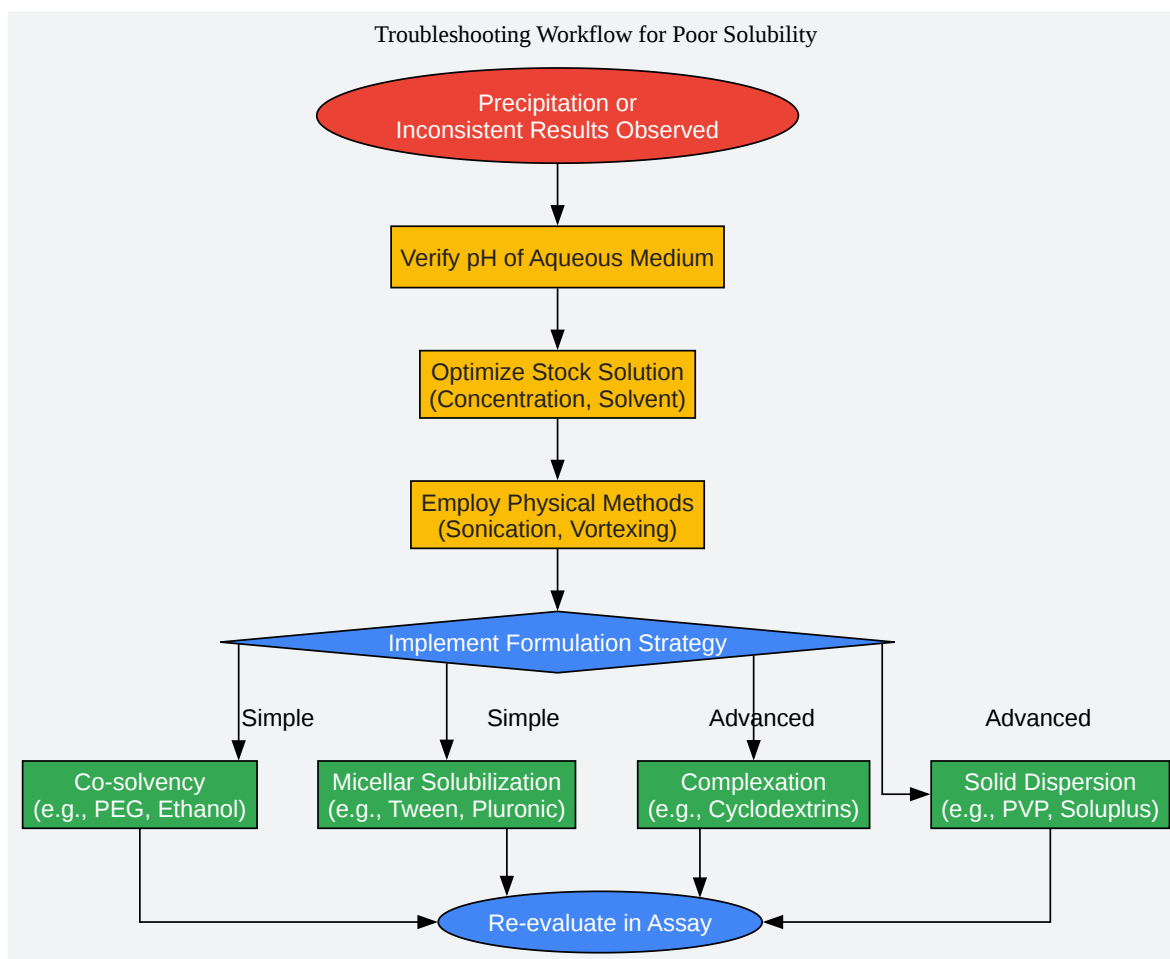 Troubleshooting Workflow for Poor Solubility
Precipitation or
Inconsistent Results Observed
Verify pH of Aqueous Medium
Optimize Stock Solution
(Concentration, Solvent)
Employ Physical Methods
(Sonication, Vortexing)
Implement Formulation Strategy
Simple
Simple
Advanced
Advanced
Co-solvency
(e.g., PEG, Ethanol)
Micellar Solubilization
(e.g., Tween, Pluronic)
Complexation
(e.g., Cyclodextrins)
Solid Dispersion
(e.g., PVP, Soluplus)
Re-evaluate in Assay